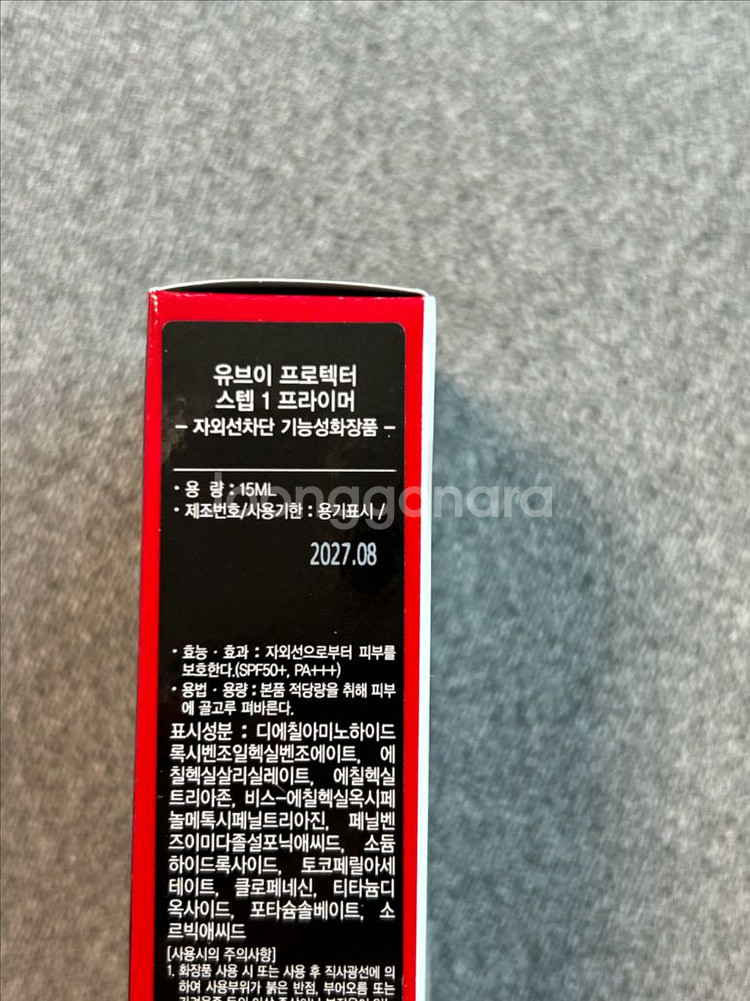 유브이 프로텍터
스텝 1 프라이머
- 자외선차단 기능성화장품 -
• 용 량 : 15ML
• 제조번호/사용기한 : 용기표시 /
joonggonara
2027.08
• 효능 · 효과 : 자외선으로부터 피부를
보호한다.(SPF50+, PA+++)
• 용법 · 용량 : 본품 적당량을 취해 피부
에 골고루 펴바른다.
표시성분 : 디에칠아미노하이드
록시벤조일헥실벤조에이트, 에
칠헥실살리실레이트, 에칠헥실
트리아존, 비스-에칠헥실옥시페
놀메톡시페닐트리아진, 페닐벤
즈이미다졸설포닉애씨드, 소듐
하이드록사이드, 토코페릴아세
테이트, 클로페네신, 티타늄디
옥사이드, 포타슘솔베이트, 소
르빅애씨드
[사용시의 주의사항]
1. 화장품 사용 시 또는 사용 후 직사광선에 의
하여 사용부위가 붉은 반점, 부어오름 또는